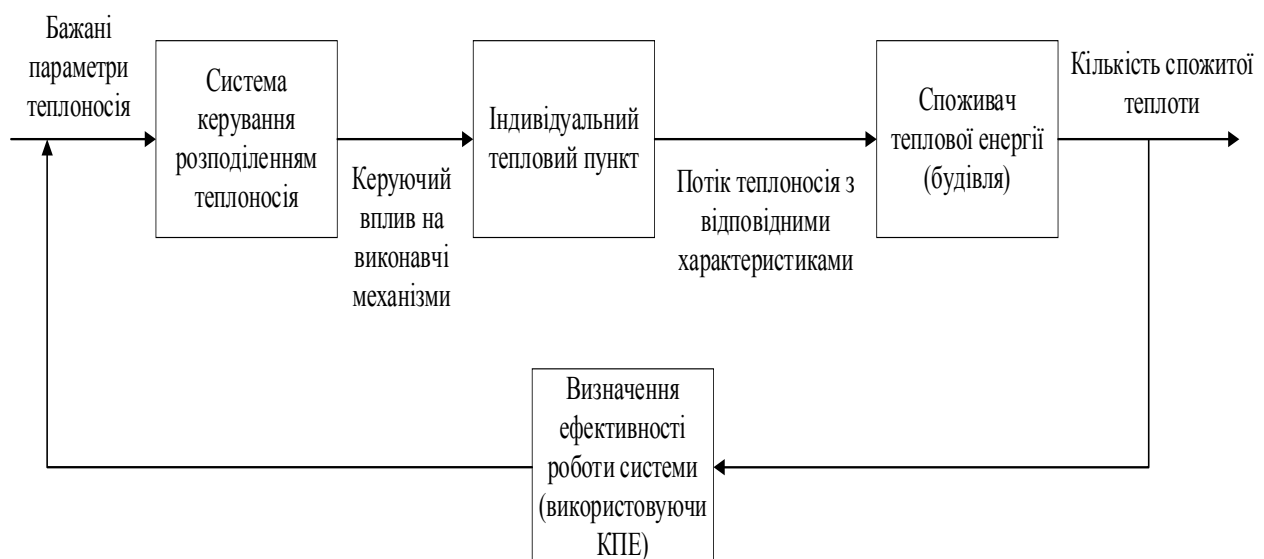 Бажані
параметри
теплоносія
Система
керування
розподіленням
теплоносія
Керуючий
вплив на
виконавчі
механізми
Індивідуальний
тепловий пункт
Потік теплоносія з
відповідними
характеристиками
Споживач
теплової енергії
(будівля)
Кількість спожитої
теплоти
Визначення
ефективності
роботи системи
(використовуючи
КПЕ)